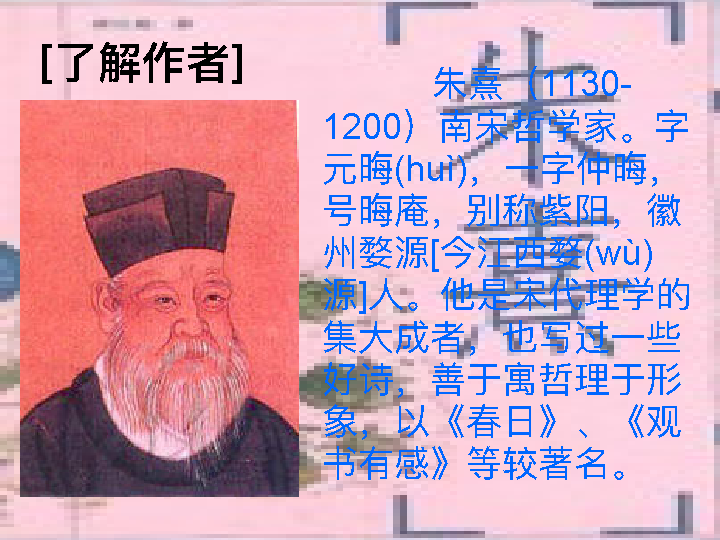 [了解作者]
朱熹（1130-
1200）南宋哲学家。字
元晦(huì)，一字仲晦，
号晦庵，别称紫阳，徽
州婺源[今江西婺(wù)
源]人。他是宋代理学的
集大成者，也写过一些
好诗，善于寓哲理于形
象，以《春日》、《观
书有感》等较著名。
朱
熹